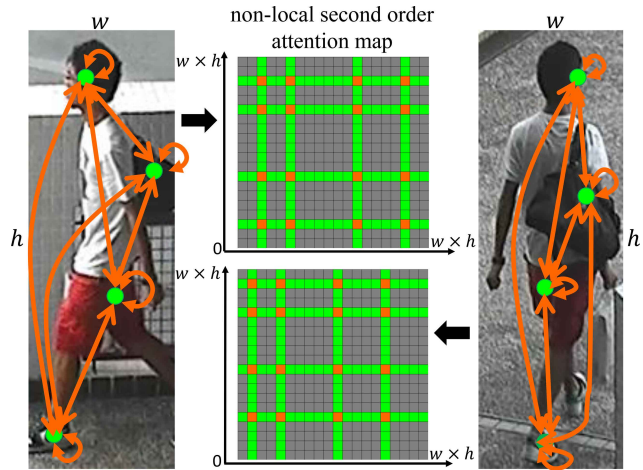 w
non-local second order
attention map
w
w × h
h
0
w × h
w × h
h
0
w × h